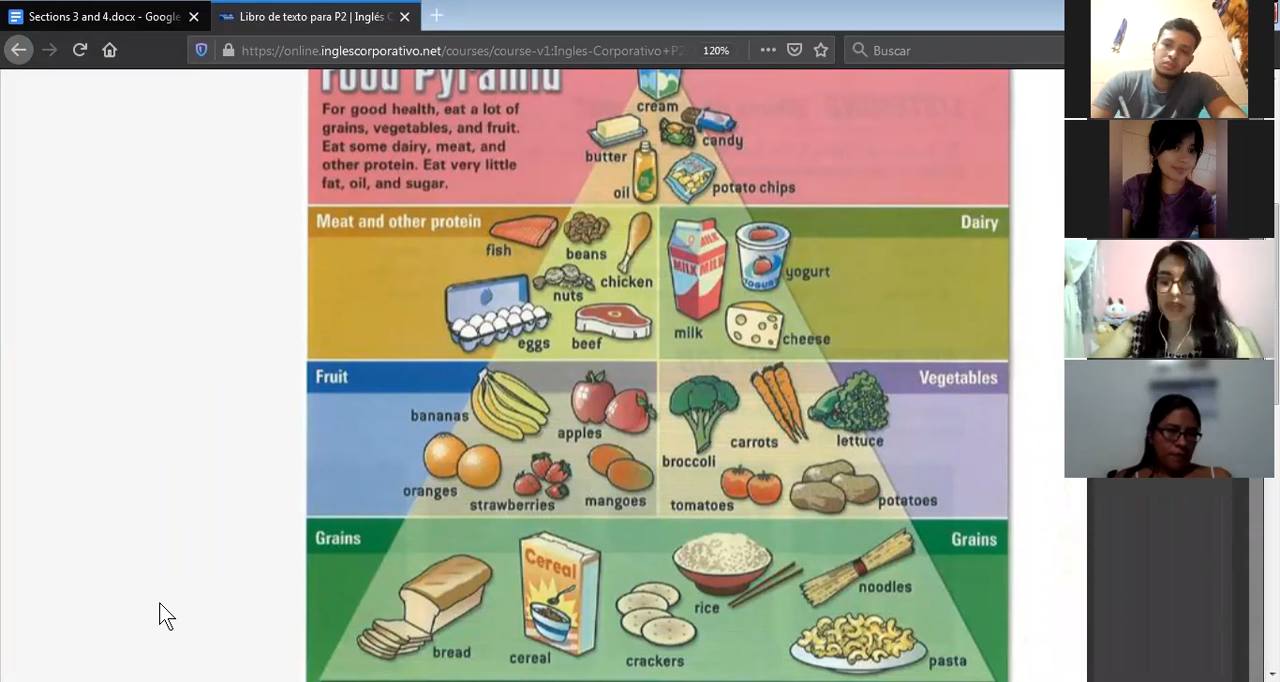 Sections 3 and 4.docx - Google
Libro de texto para P2 | Inglés C
https://online.inglescorporativo.net/courses/course-v1:Ingles-Corporativo+P2
120%
Buscar
Food Pyramid
For good health, eat a lot of
grains, vegetables, and fruit.
Eat some dairy, meat, and
other protein. Eat very little
fat, oil, and sugar.
cream
butter
candy
oil
potato chips
Meat and other protein
Dairy
fish
beans
chicken
nuts
eggs
beef
MILK MILK
YOGURT
yogurt
milk
cheese
Fruit
Vegetables
bananas
apples
oranges
strawberries
mangoes
broccoli
carrots
lettuce
tomatoes
potatoes
Grains
Grains
Cereal
bread
cereal
crackers
rice
noodles
pasta